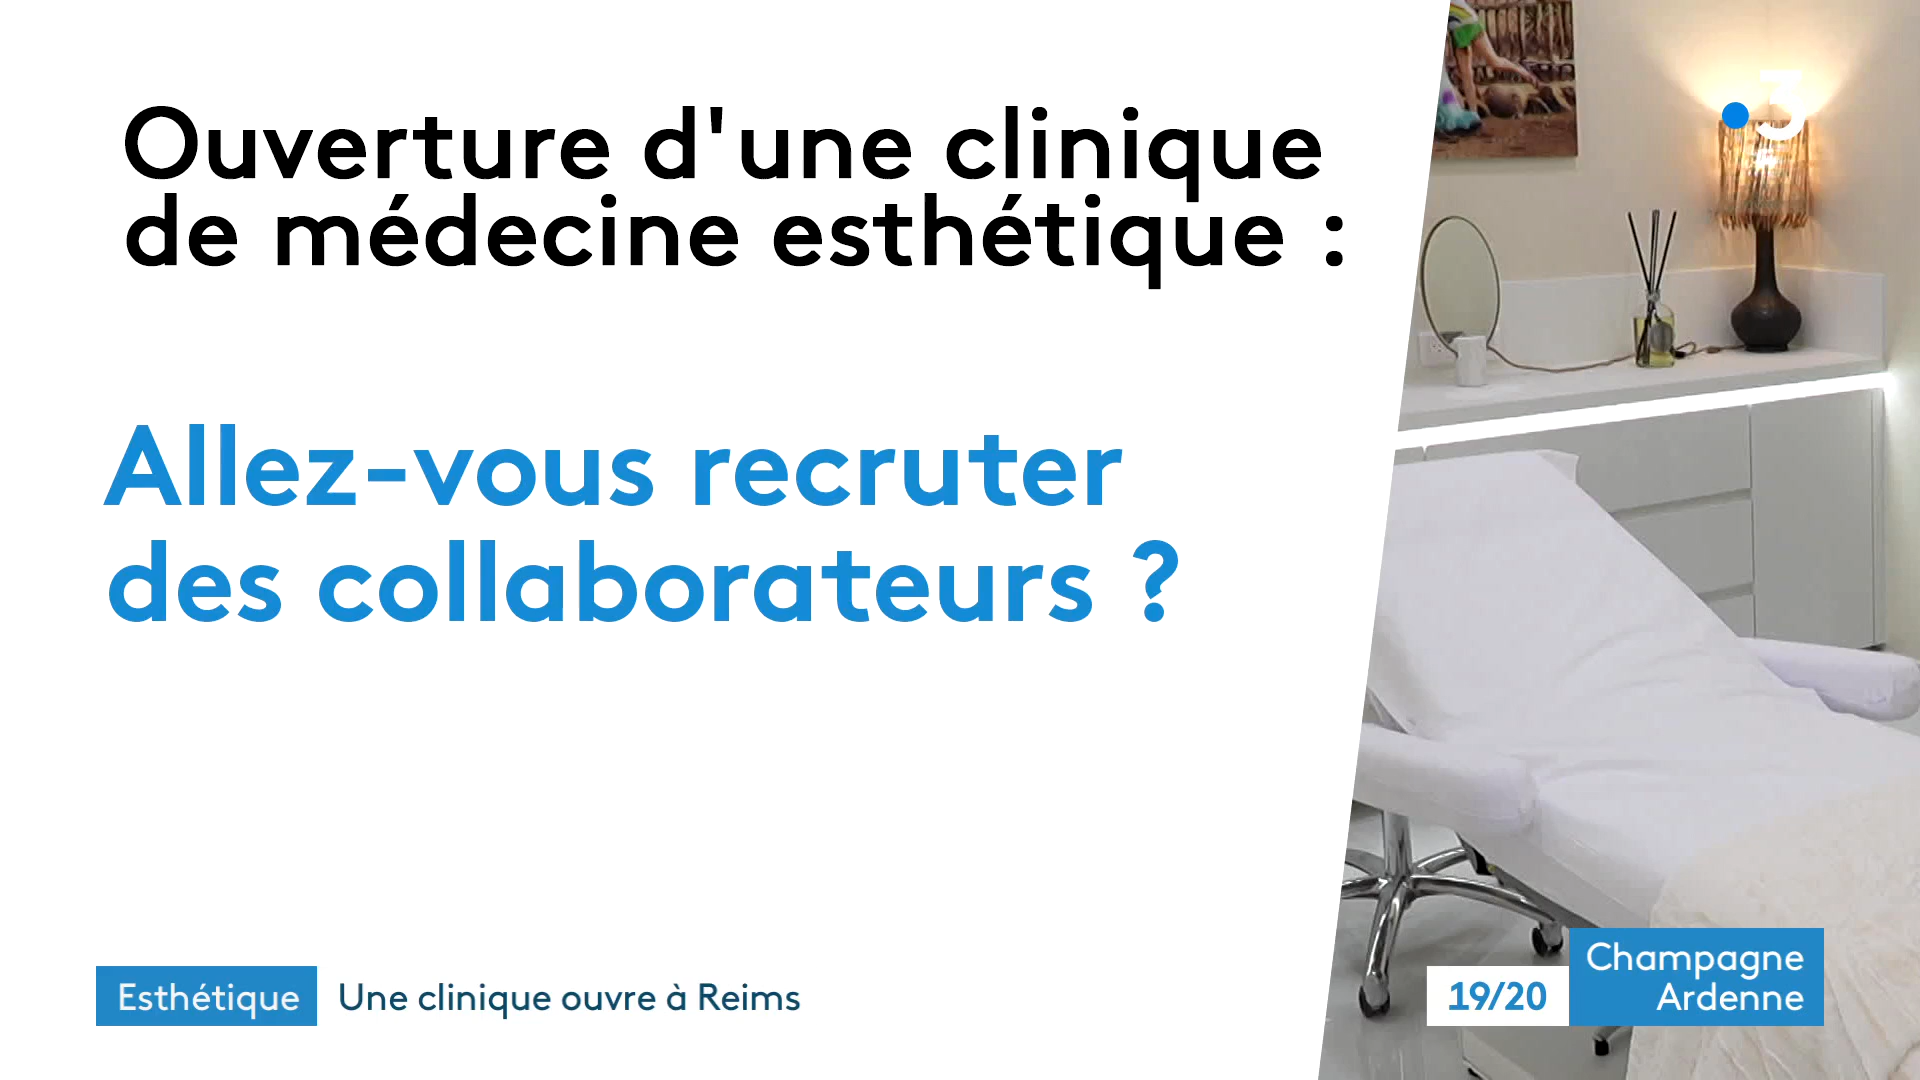 Ouverture d'une clinique
de médecine esthétique :
Allez-vous recruter
des collaborateurs ?
3
Esthétique Une clinique ouvre à Reims
19/20
Champagne
Ardenne